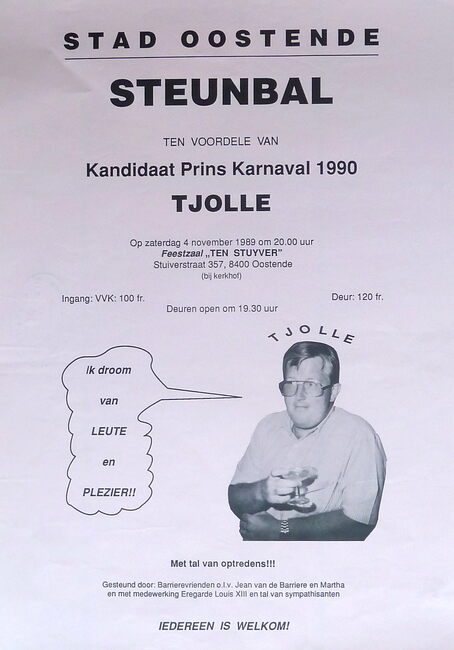 STAD OOSTENDE
STEUNBAL
TEN VOORDELE VAN
Kandidaat Prins Karnaval 1990
TJOLLE
Op zaterdag 4 november 1989 om 20.00 uur
Feestzaal „TEN STUYVER"
Stuiverstraat 357, 8400 Oostende
(bij kerkhof)
Ingang: VVK: 100 fr.
Deur: 120 fr.
Deuren open om 19.30 uur
TJOLLE
Ik droom
van
LEUTE
en
PLEZIER!!
Met tal van optredens!!!
Gesteund door: Barrierevrienden o.l.v. Jean van de Barriere en Martha
en met medewerking Eregarde Louis XIII en tal van sympathisanten
IEDEREEN IS WELKOM!